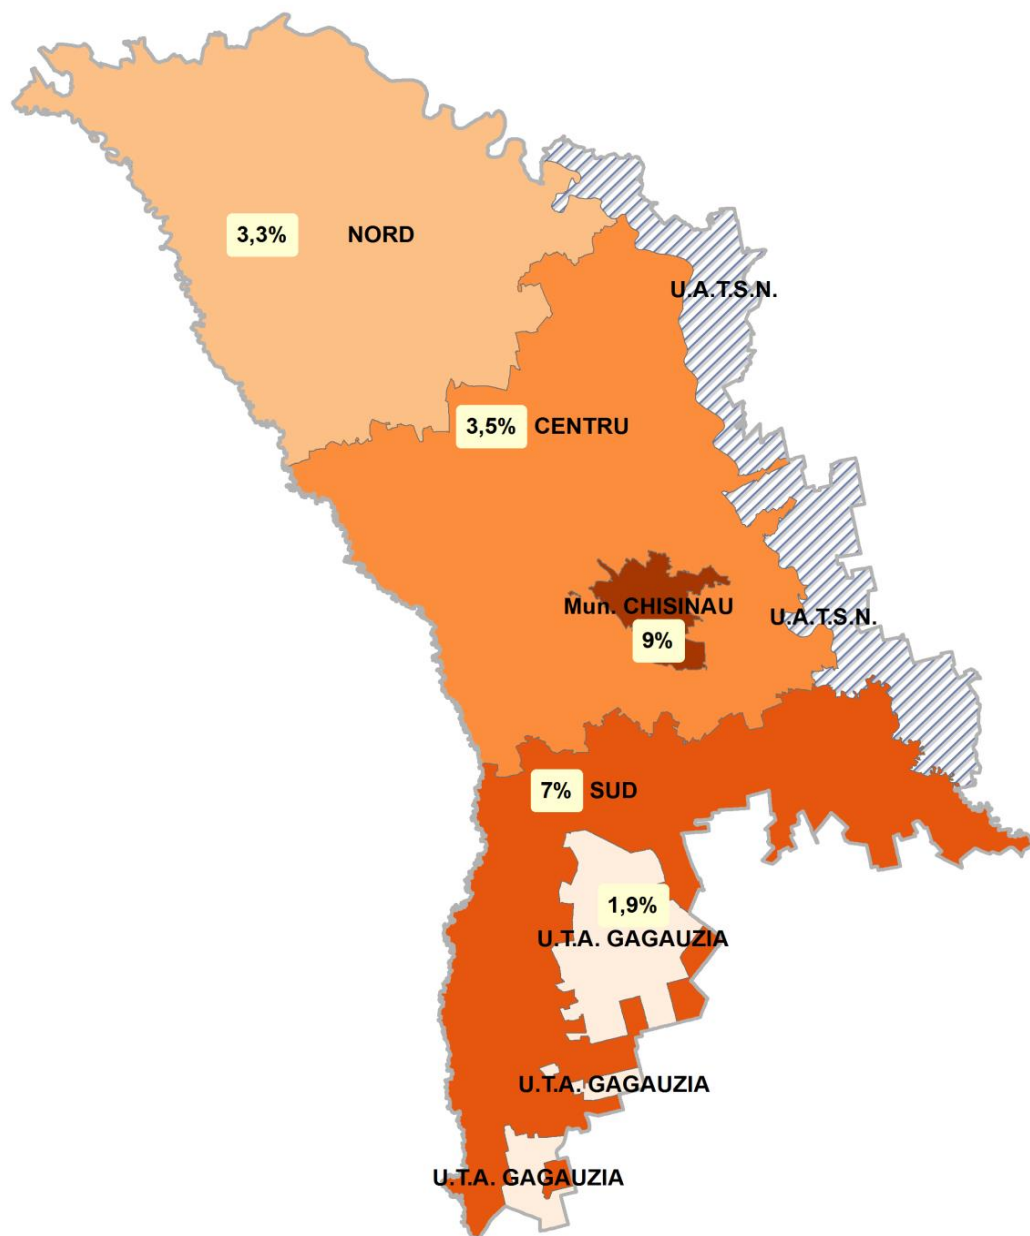 3,3% NORD
U.A.T.S.N.
3,5% CENTRU
Mun. CHISINAU
U.A.T.S.N.
9%
7% SUD
1,9%
U.T.A. GAGAUZIA
U.T.A. GAGAUZIA
U.T.A. GAGAUZIA